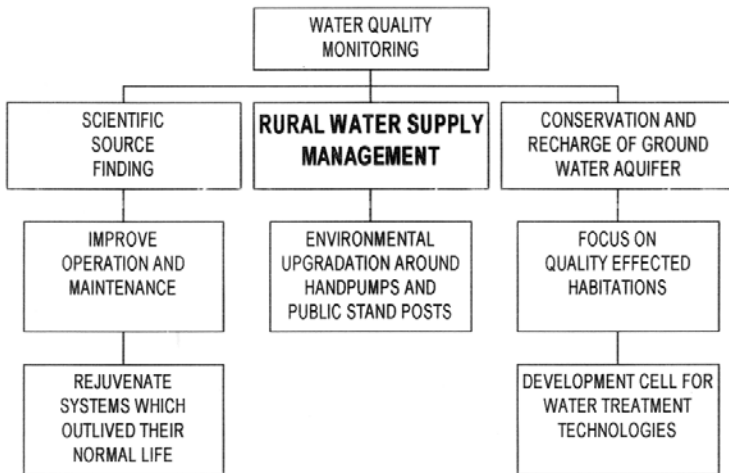 WATER QUALITY
MONITORING
SCIENTIFIC
SOURCE
FINDING
RURAL WATER SUPPLY
MANAGEMENT
CONSERVATION AND
RECHARGE OF GROUND
WATER AQUIFER
IMPROVE
OPERATION AND
MAINTENANCE
ENVIRONMENTAL
UPGRADATION AROUND
HANDPUMPS AND
PUBLIC STAND POSTS
FOCUS ON
QUALITY EFFECTED
HABITATIONS
REJUVENATE
SYSTEMS WHICH
OUTLIVED THEIR
NORMAL LIFE
DEVELOPMENT CELL FOR
WATER TREATMENT
TECHNOLOGIES